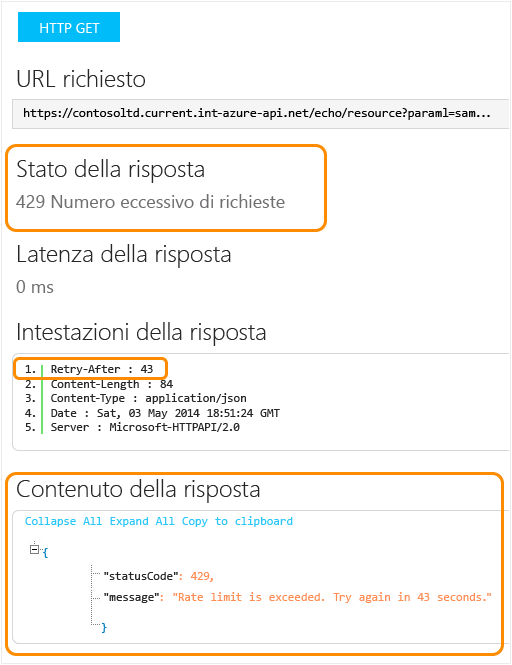 HTTP GET
URL richiesto
https://contosoltd.current.int-azure-api.net/echo/resource?paraml=sam...
Stato della risposta
429 Numero eccessivo di richieste
Latenza della risposta
0 ms
Intestazioni della risposta
1. Retry-After : 43
2. Content-Length : 84
3. Content-Type : application/json
4. Date : Sat, 03 May 2014 18:51:24 GMT
5. Server : Microsoft-HTTPAPI/2.0
Contenuto della risposta
Collapse All Expand All Copy to clipboard
{
"statusCode": 429,
"message": "Rate limit is exceeded. Try again in 43 seconds."
}